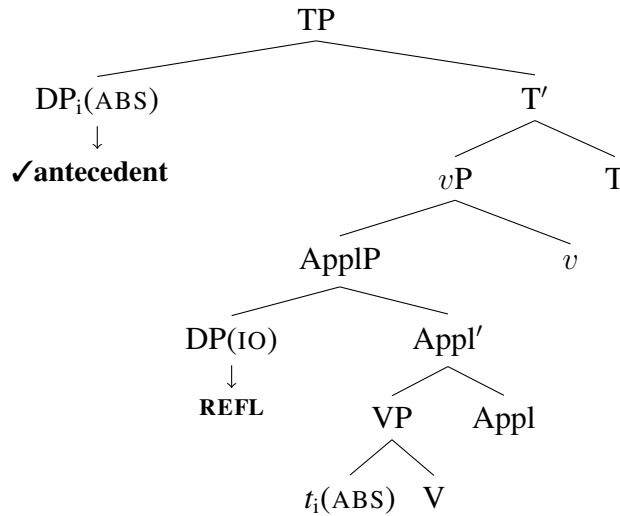 TP
DPi(ABS) T′
↓
✓antecedent vP T
ApplP v
DP(IO) Appl′
↓
REFL VP Appl
ti(ABS) V